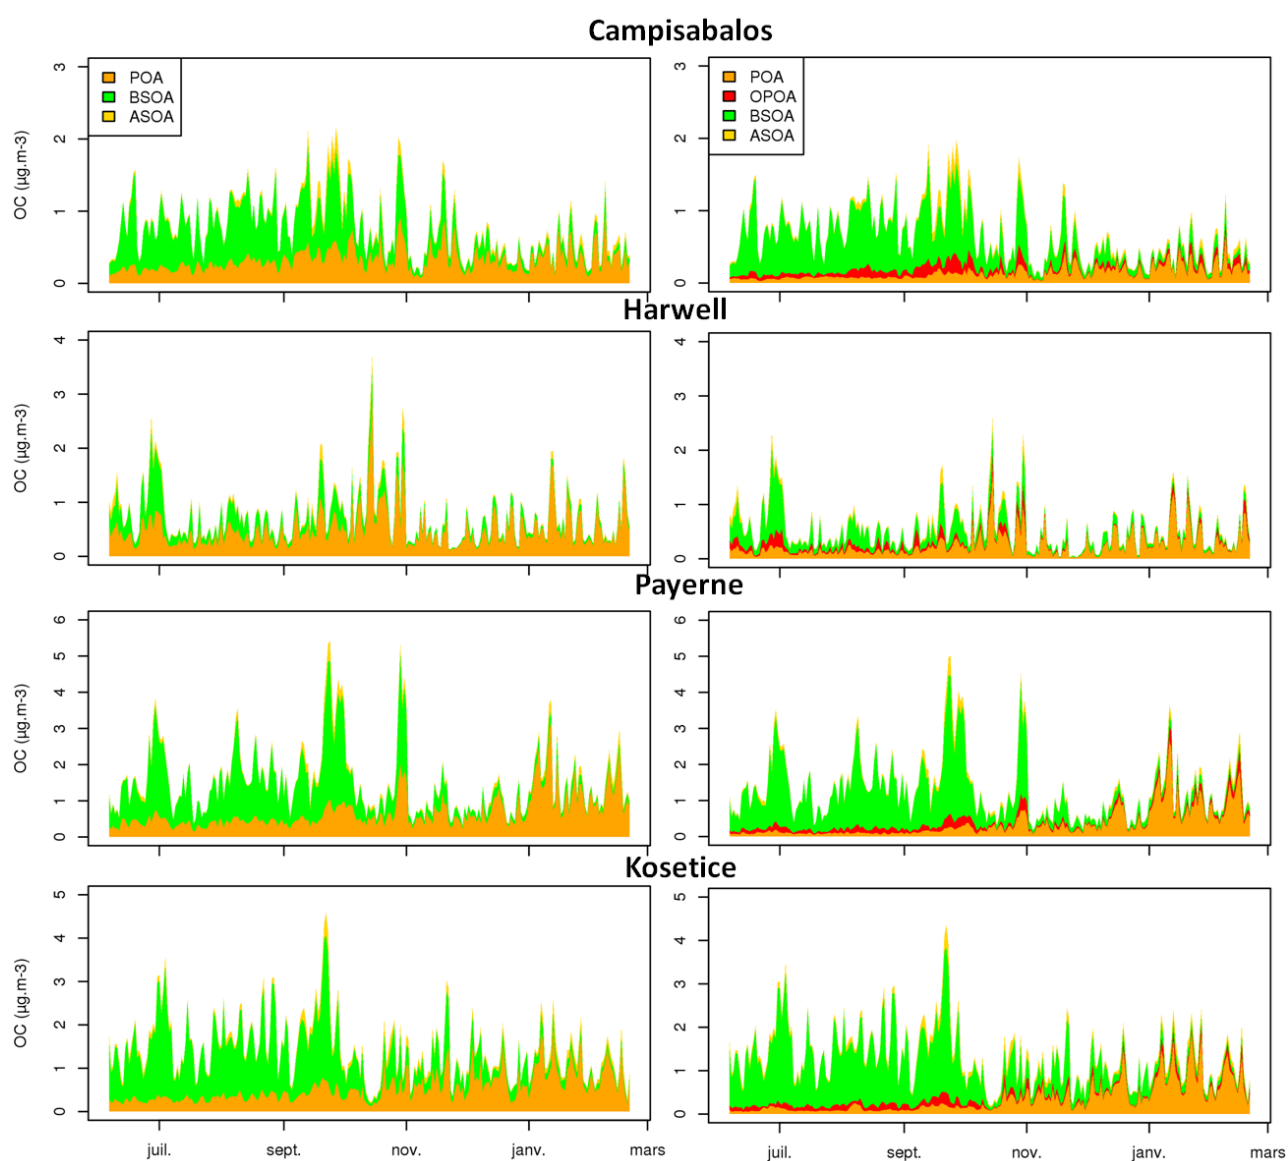 Campisabalos
POA
BSOA
ASOA
POA
OPOA
BSOA
ASOA
OC (µg.m-3)
0 1 2 3
0 1 2 3
Harwell
OC (µg.m-3)
0 1 2 3 4
0 1 2 3 4
Payerne
OC (µg.m-3)
0 1 2 3 4 5 6
0 1 2 3 4 5 6
Kosetice
OC (µg.m-3)
0 1 2 3 4 5
0 1 2 3 4 5
juil. sept. nov. janv. mars
juil. sept. nov. janv. mars